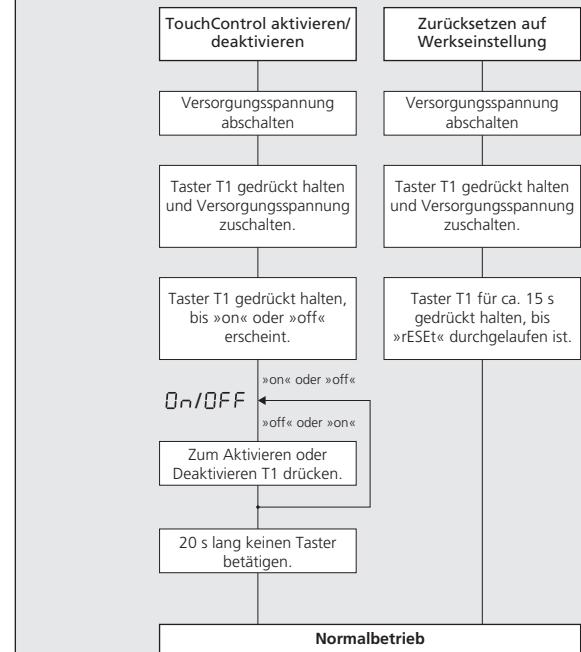 TouchControl aktivieren/
deaktivieren
Versorgungsspannung
abschalten
Taster T1 gedrückt halten
und Versorgungsspannung
zuschalten.
Taster T1 gedrückt halten,
bis »on« oder »off«
erscheint.
»on« oder »off«
On/OFF
»off« oder »on«
Zum Aktivieren oder
Deaktivieren T1 drücken.
20 s lang keinen Taster
betätigen.
Zurücksetzen auf
Werkseinstellung
Versorgungsspannung
abschalten
Taster T1 gedrückt halten
und Versorgungsspannung
zuschalten.
Taster T1 für ca. 15 s
gedrückt halten, bis
»rESEt« durchgelaufen ist.
Normalbetrieb